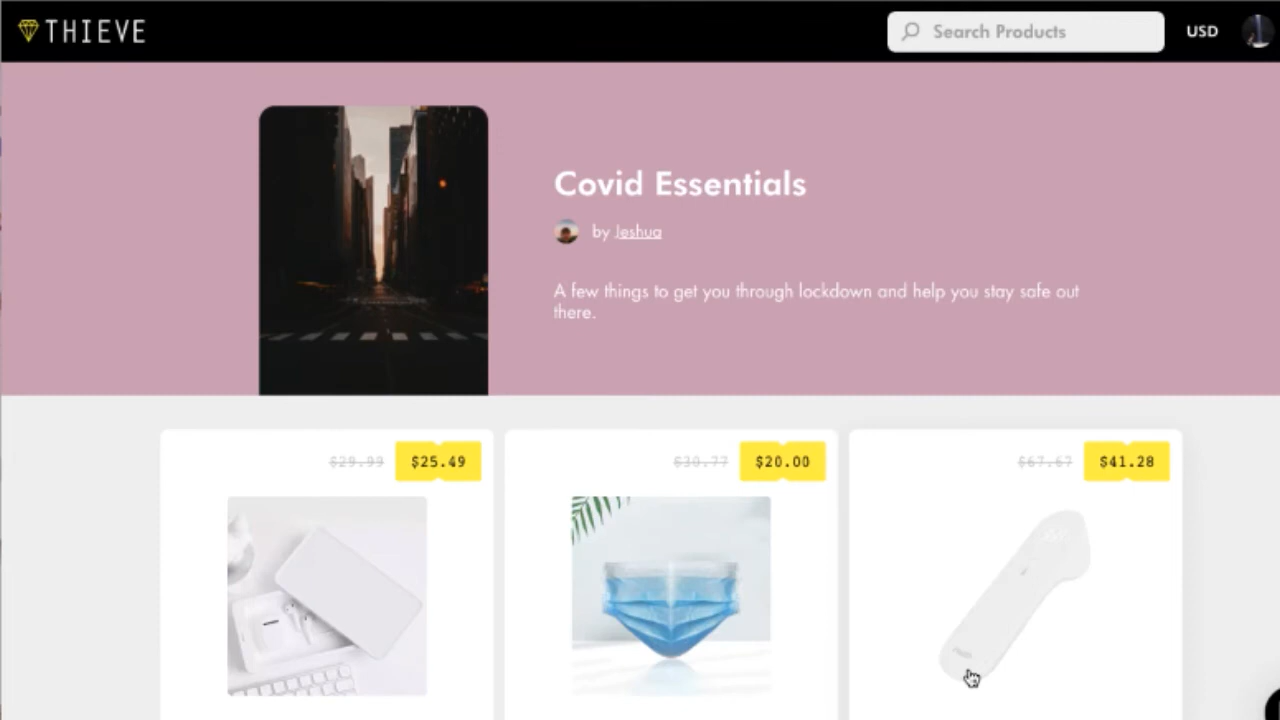 THIEVE
Search Products
USD
Covid Essentials
by Jeshua
A few things to get you through lockdown and help you stay safe out
there.
$29.99 $25.49
$30.77 $20.00
$67.67 $41.28